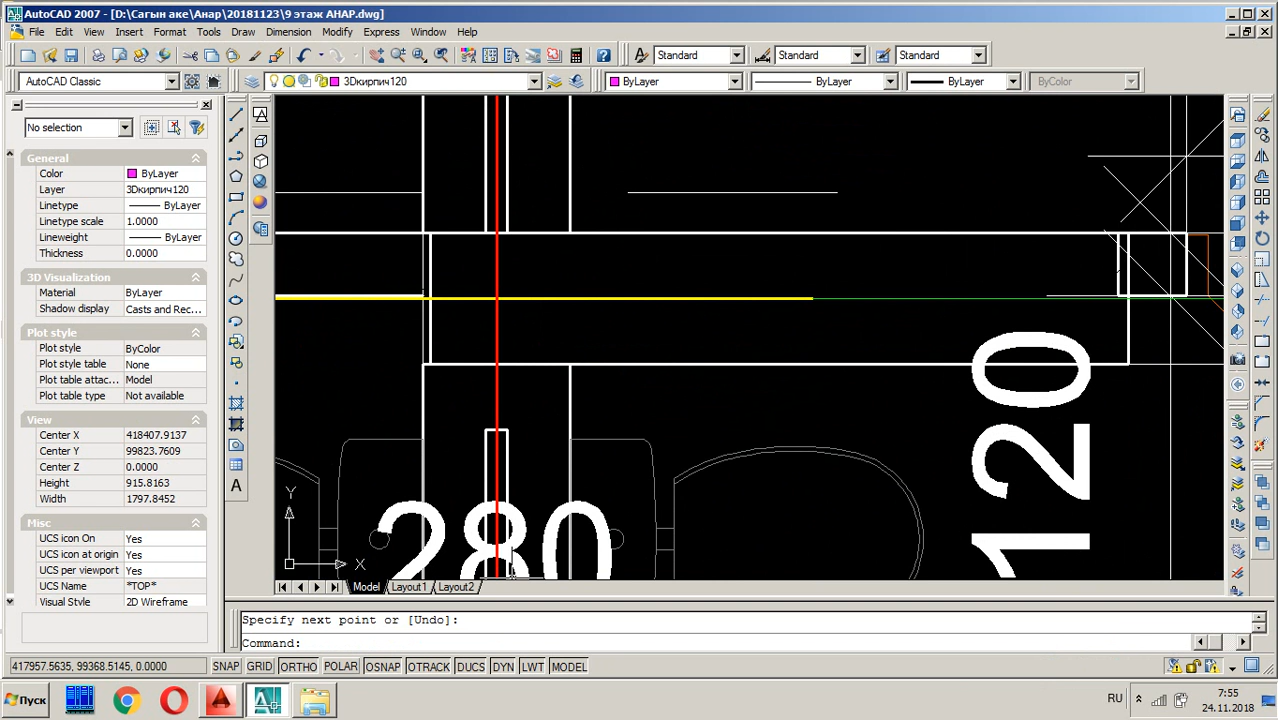 AutoCAD 2007 - [D:\Сагын аке\Анар\20181123\9 этаж АНАР.dwg]
File Edit View Insert Format Tools Draw Dimension Modify Express Window Help
Standard Standard Standard
AutoCAD Classic 3Dкирпич120 ByLayer ByLayer ByLayer ByColor
No selection
General
Color ByLayer
Layer 3Dкирпич120
Linetype ByLayer
Linetype scale 1.0000
Lineweight ByLayer
Thickness 0.0000
3D Visualization
Material ByLayer
Shadow display Casts and Rec...
Plot style
Plot style ByColor
Plot style table None
Plot table attac... Model
Plot table type Not available
View
Center X 418407.9137
Center Y 99823.7609
Center Z 0.0000
Height 915.8163
Width 1797.8452
Misc
UCS icon On Yes
UCS icon at origin Yes
UCS per viewport Yes
UCS Name *TOP*
Visual Style 2D Wireframe
A
120
280
Y
X
Model Layout1 Layout2
Specify next point or [Undo]:
Command:
417957.5635, 99368.5145, 0.0000 SNAP GRID ORTHO POLAR OSNAP OTRACK DUCS DYN LWT MODEL
Пуск RU 7:55
24.11.2018